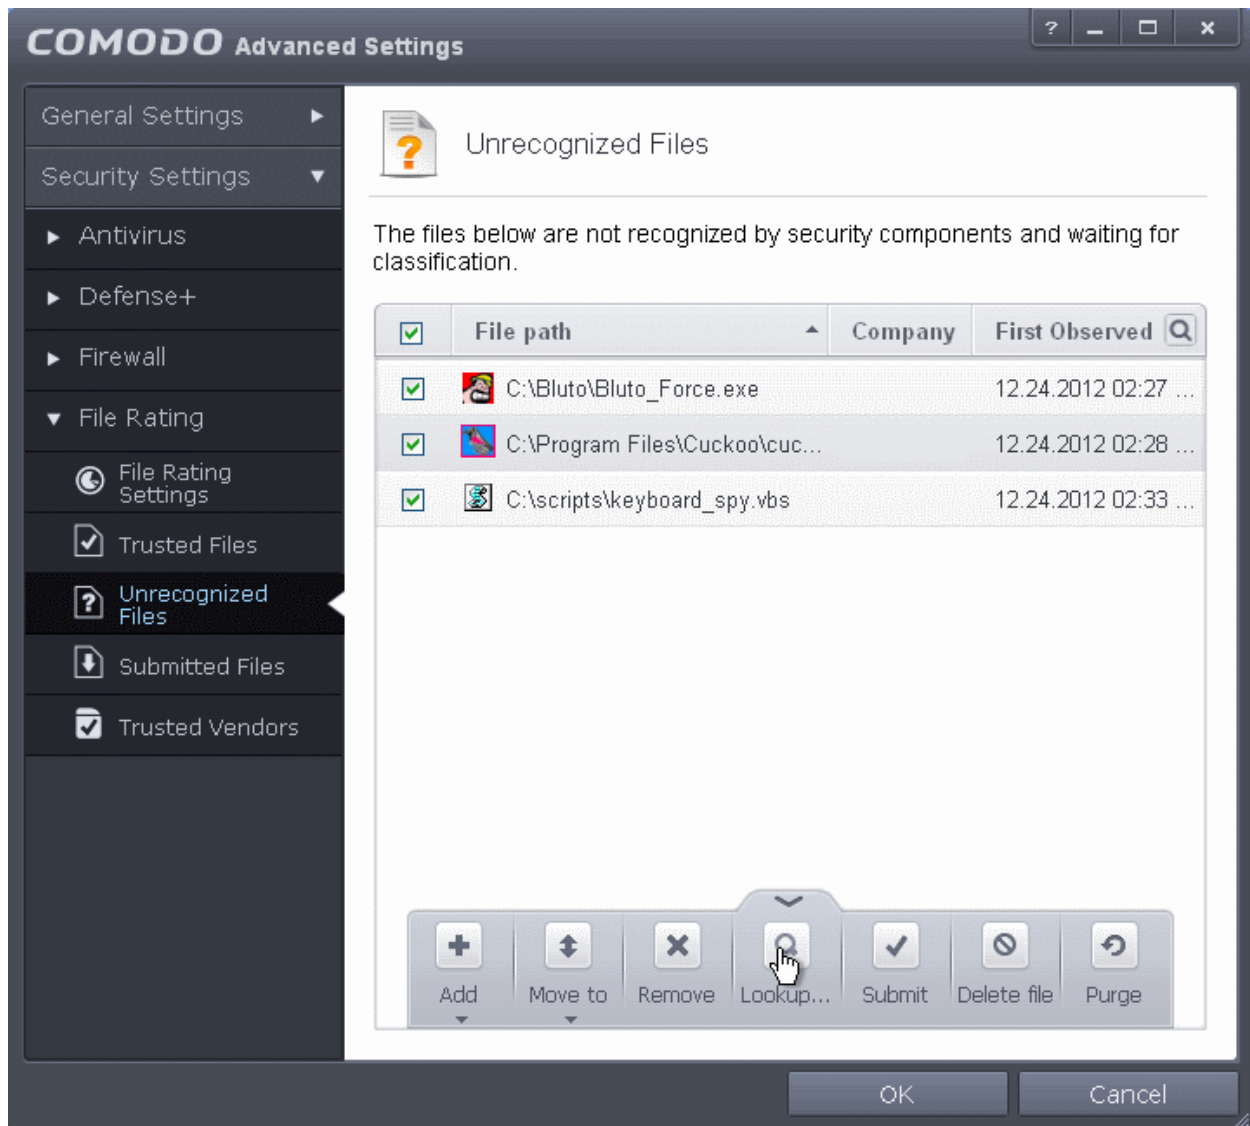 COMODO Advanced Settings
?
General Settings
Security Settings
Antivirus
Defense+
Firewall
File Rating
File Rating
Settings
Trusted Files
Unrecognized
Files
Submitted Files
Trusted Vendors
?
Unrecognized Files
The files below are not recognized by security components and waiting for
classification.
File path Company First Observed
C:\Bluto\Bluto_Force.exe 12.24.2012 02:27 ...
C:\Program Files\Cuckoo\cuc... 12.24.2012 02:28 ...
C:\scripts\keyboard_spy.vbs 12.24.2012 02:33 ...
Add Move to Remove Lookup... Submit Delete file Purge
OK Cancel